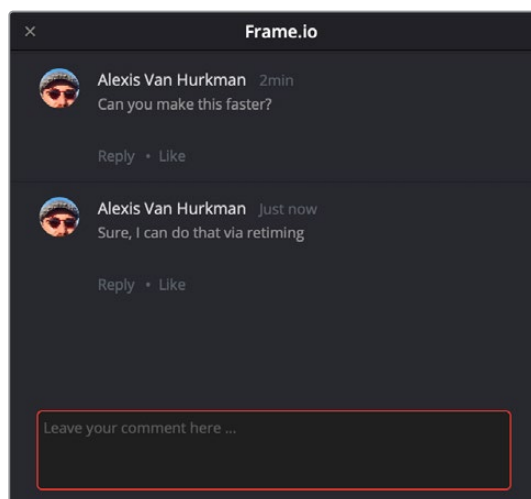 × Frame.io
Alexis Van Hurkman 2min
Can you make this faster?
Reply • Like
Alexis Van Hurkman Just now
Sure, I can do that via retiming
Reply • Like
Leave your comment here ...